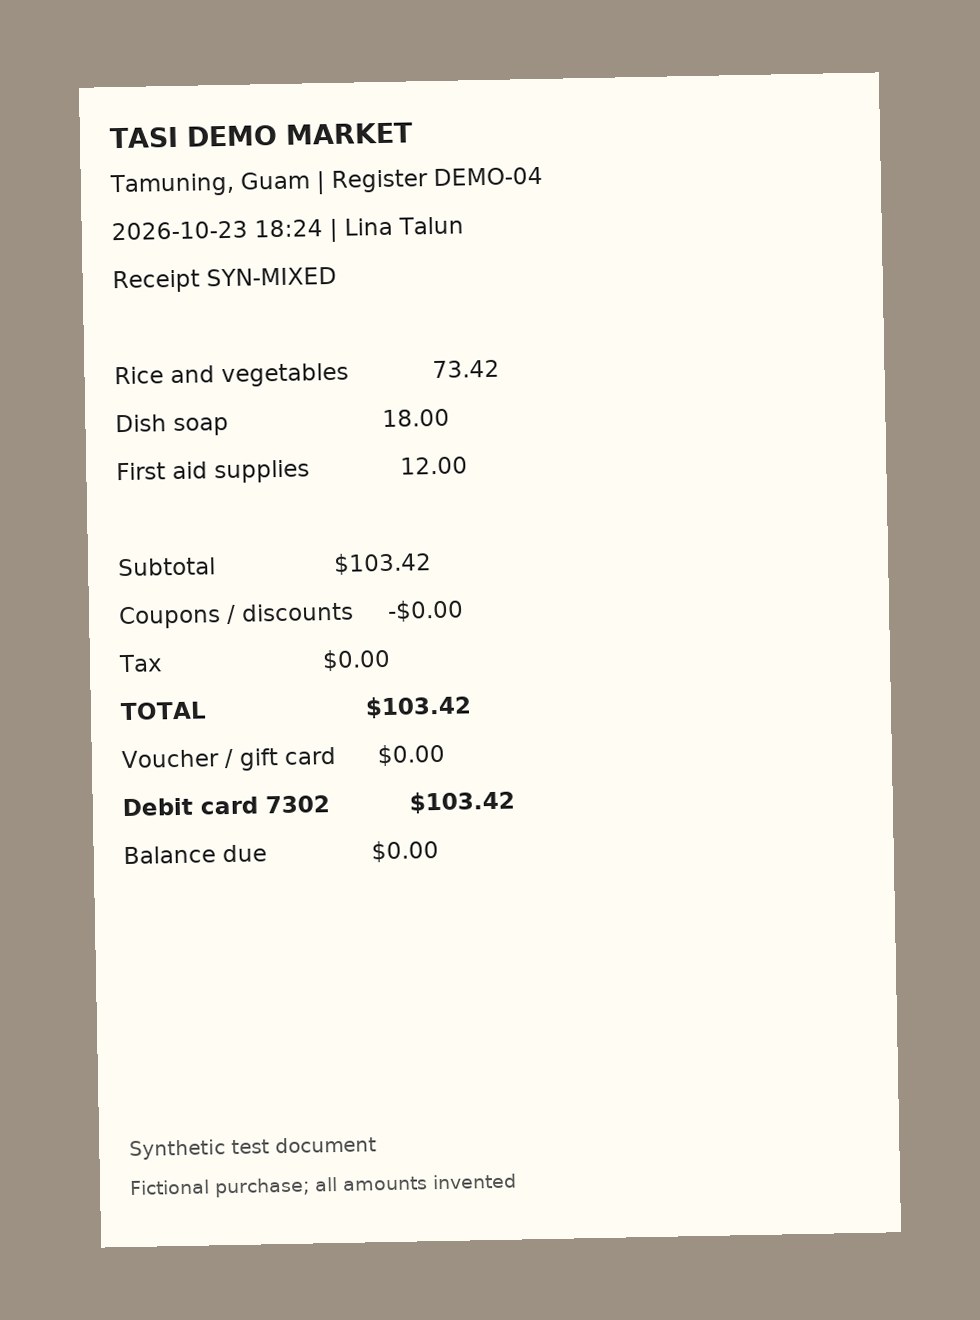 TASI DEMO MARKET
Tamuning, Guam | Register DEMO-04
2026-10-23 18:24 | Lina Talun
Receipt SYN-MIXED
Rice and vegetables 73.42
Dish soap 18.00
First aid supplies 12.00
Subtotal $103.42
Coupons / discounts -$0.00
Tax $0.00
TOTAL $103.42
Voucher / gift card $0.00
Debit card 7302 $103.42
Balance due $0.00
Synthetic test document
Fictional purchase; all amounts invented